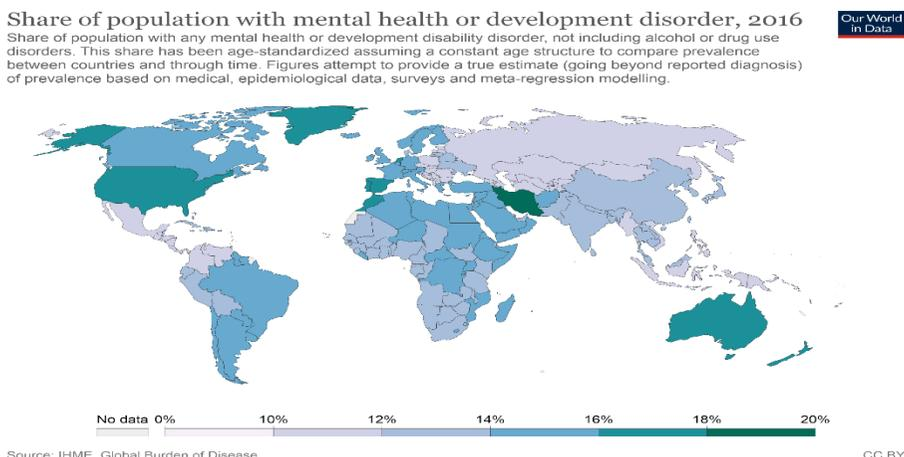 Share of population with mental health or development disorder, 2016
Our World
in Data
Share of population with any mental health or development disability disorder, not including alcohol or drug use
disorders. This share has been age-standardized assuming a constant age structure to compare prevalence
between countries and through time. Figures attempt to provide a true estimate (going beyond reported diagnosis)
of prevalence based on medical, epidemiological data, surveys and meta-regression modelling.
No data 0% 10% 12% 14% 16% 18% 20%
Source: IHME, Global Burden of Disease CC BY